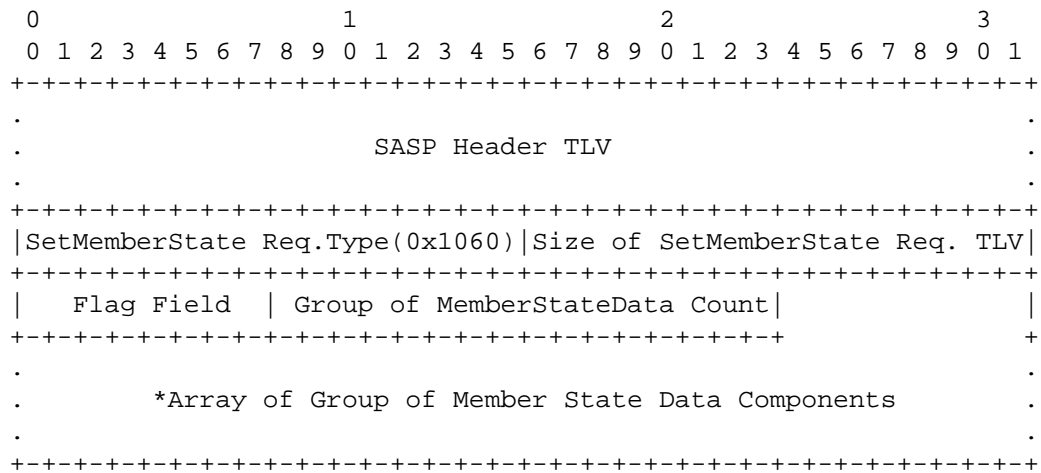 0                   1                   2                   3
 0 1 2 3 4 5 6 7 8 9 0 1 2 3 4 5 6 7 8 9 0 1 2 3 4 5 6 7 8 9 0 1
+-+-+-+-+-+-+-+-+-+-+-+-+-+-+-+-+-+-+-+-+-+-+-+-+-+-+-+-+-+-+-+-+
.                                                               .
.                      SASP Header TLV                          .
.                                                               .
+-+-+-+-+-+-+-+-+-+-+-+-+-+-+-+-+-+-+-+-+-+-+-+-+-+-+-+-+-+-+-+-+
|SetMemberState Req.Type(0x1060)|Size of SetMemberState Req. TLV|
+-+-+-+-+-+-+-+-+-+-+-+-+-+-+-+-+-+-+-+-+-+-+-+-+-+-+-+-+-+-+-+-+
|   Flag Field  | Group of MemberStateData Count|               |
+-+-+-+-+-+-+-+-+-+-+-+-+-+-+-+-+-+-+-+-+-+-+-+-+               +
.                                                               .
.        *Array of Group of Member State Data Components        .
.                                                               .
+-+-+-+-+-+-+-+-+-+-+-+-+-+-+-+-+-+-+-+-+-+-+-+-+-+-+-+-+-+-+-+-+